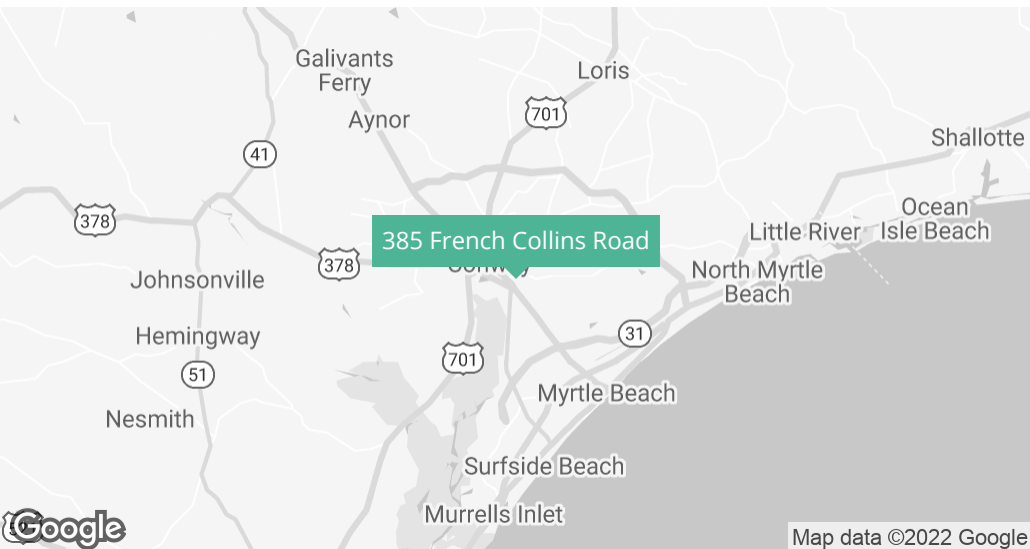 Galivants
Ferry
Loris
701
Aynor
Shallotte
41
378
Ocean
Isle Beach
Little River
385 French Collins Road
Conway
378
North Myrtle
Beach
Johnsonville
31
Hemingway
701
51
Myrtle Beach
Nesmith
Surfside Beach
Murrells Inlet
Google
Map data ©2022 Google